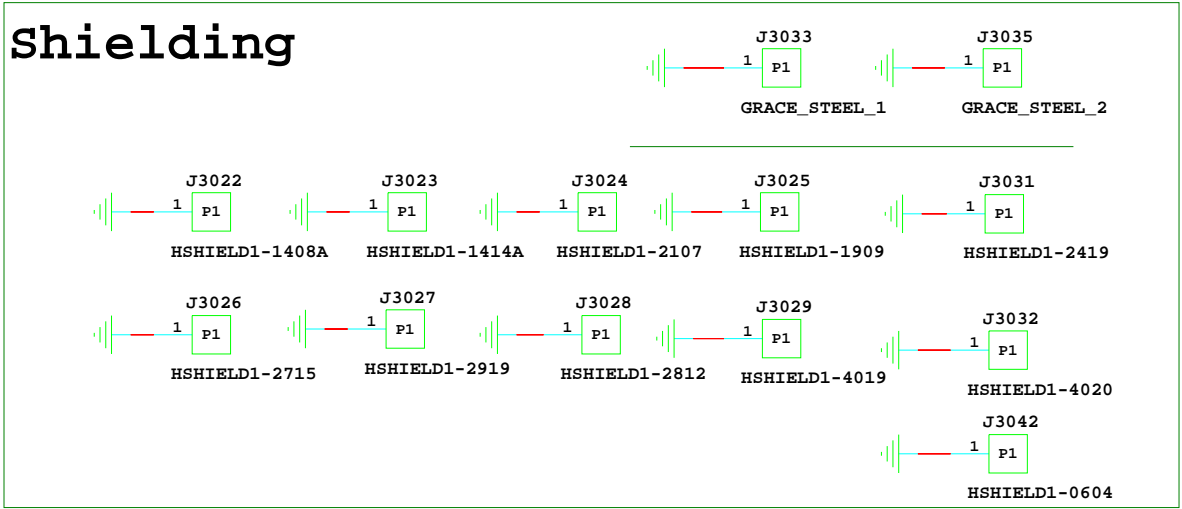 Shielding
J3033
1 P1
GRACE_STEEL_1
J3035
1 P1
GRACE_STEEL_2
J3022
1 P1
HSHIELD1-1408A
J3023
1 P1
HSHIELD1-1414A
J3024
1 P1
HSHIELD1-2107
J3025
1 P1
HSHIELD1-1909
J3031
1 P1
HSHIELD1-2419
J3026
1 P1
HSHIELD1-2715
J3027
1 P1
HSHIELD1-2919
J3028
1 P1
HSHIELD1-2812
J3029
1 P1
HSHIELD1-4019
J3032
1 P1
HSHIELD1-4020
J3042
1 P1
HSHIELD1-0604